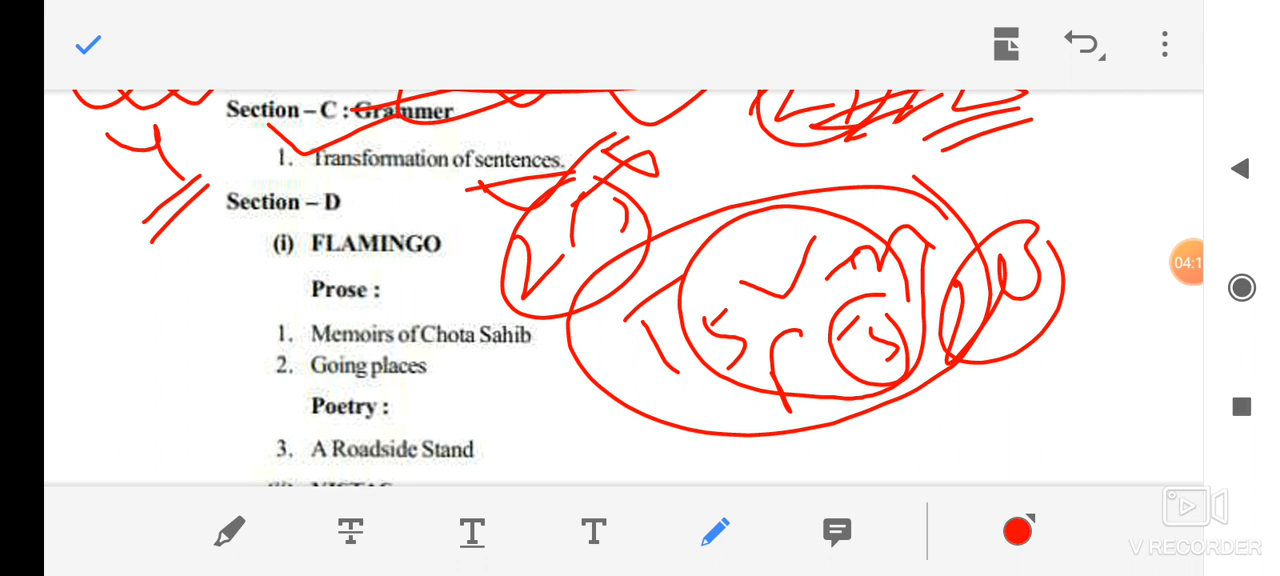 Section – C : Grammer
1. Transformation of sentences.
Section – D
(i) FLAMINGO
Prose :
1. Memoirs of Chota Sahib
2. Going places
Poetry :
3. A Roadside Stand
04:1
V RECORDER